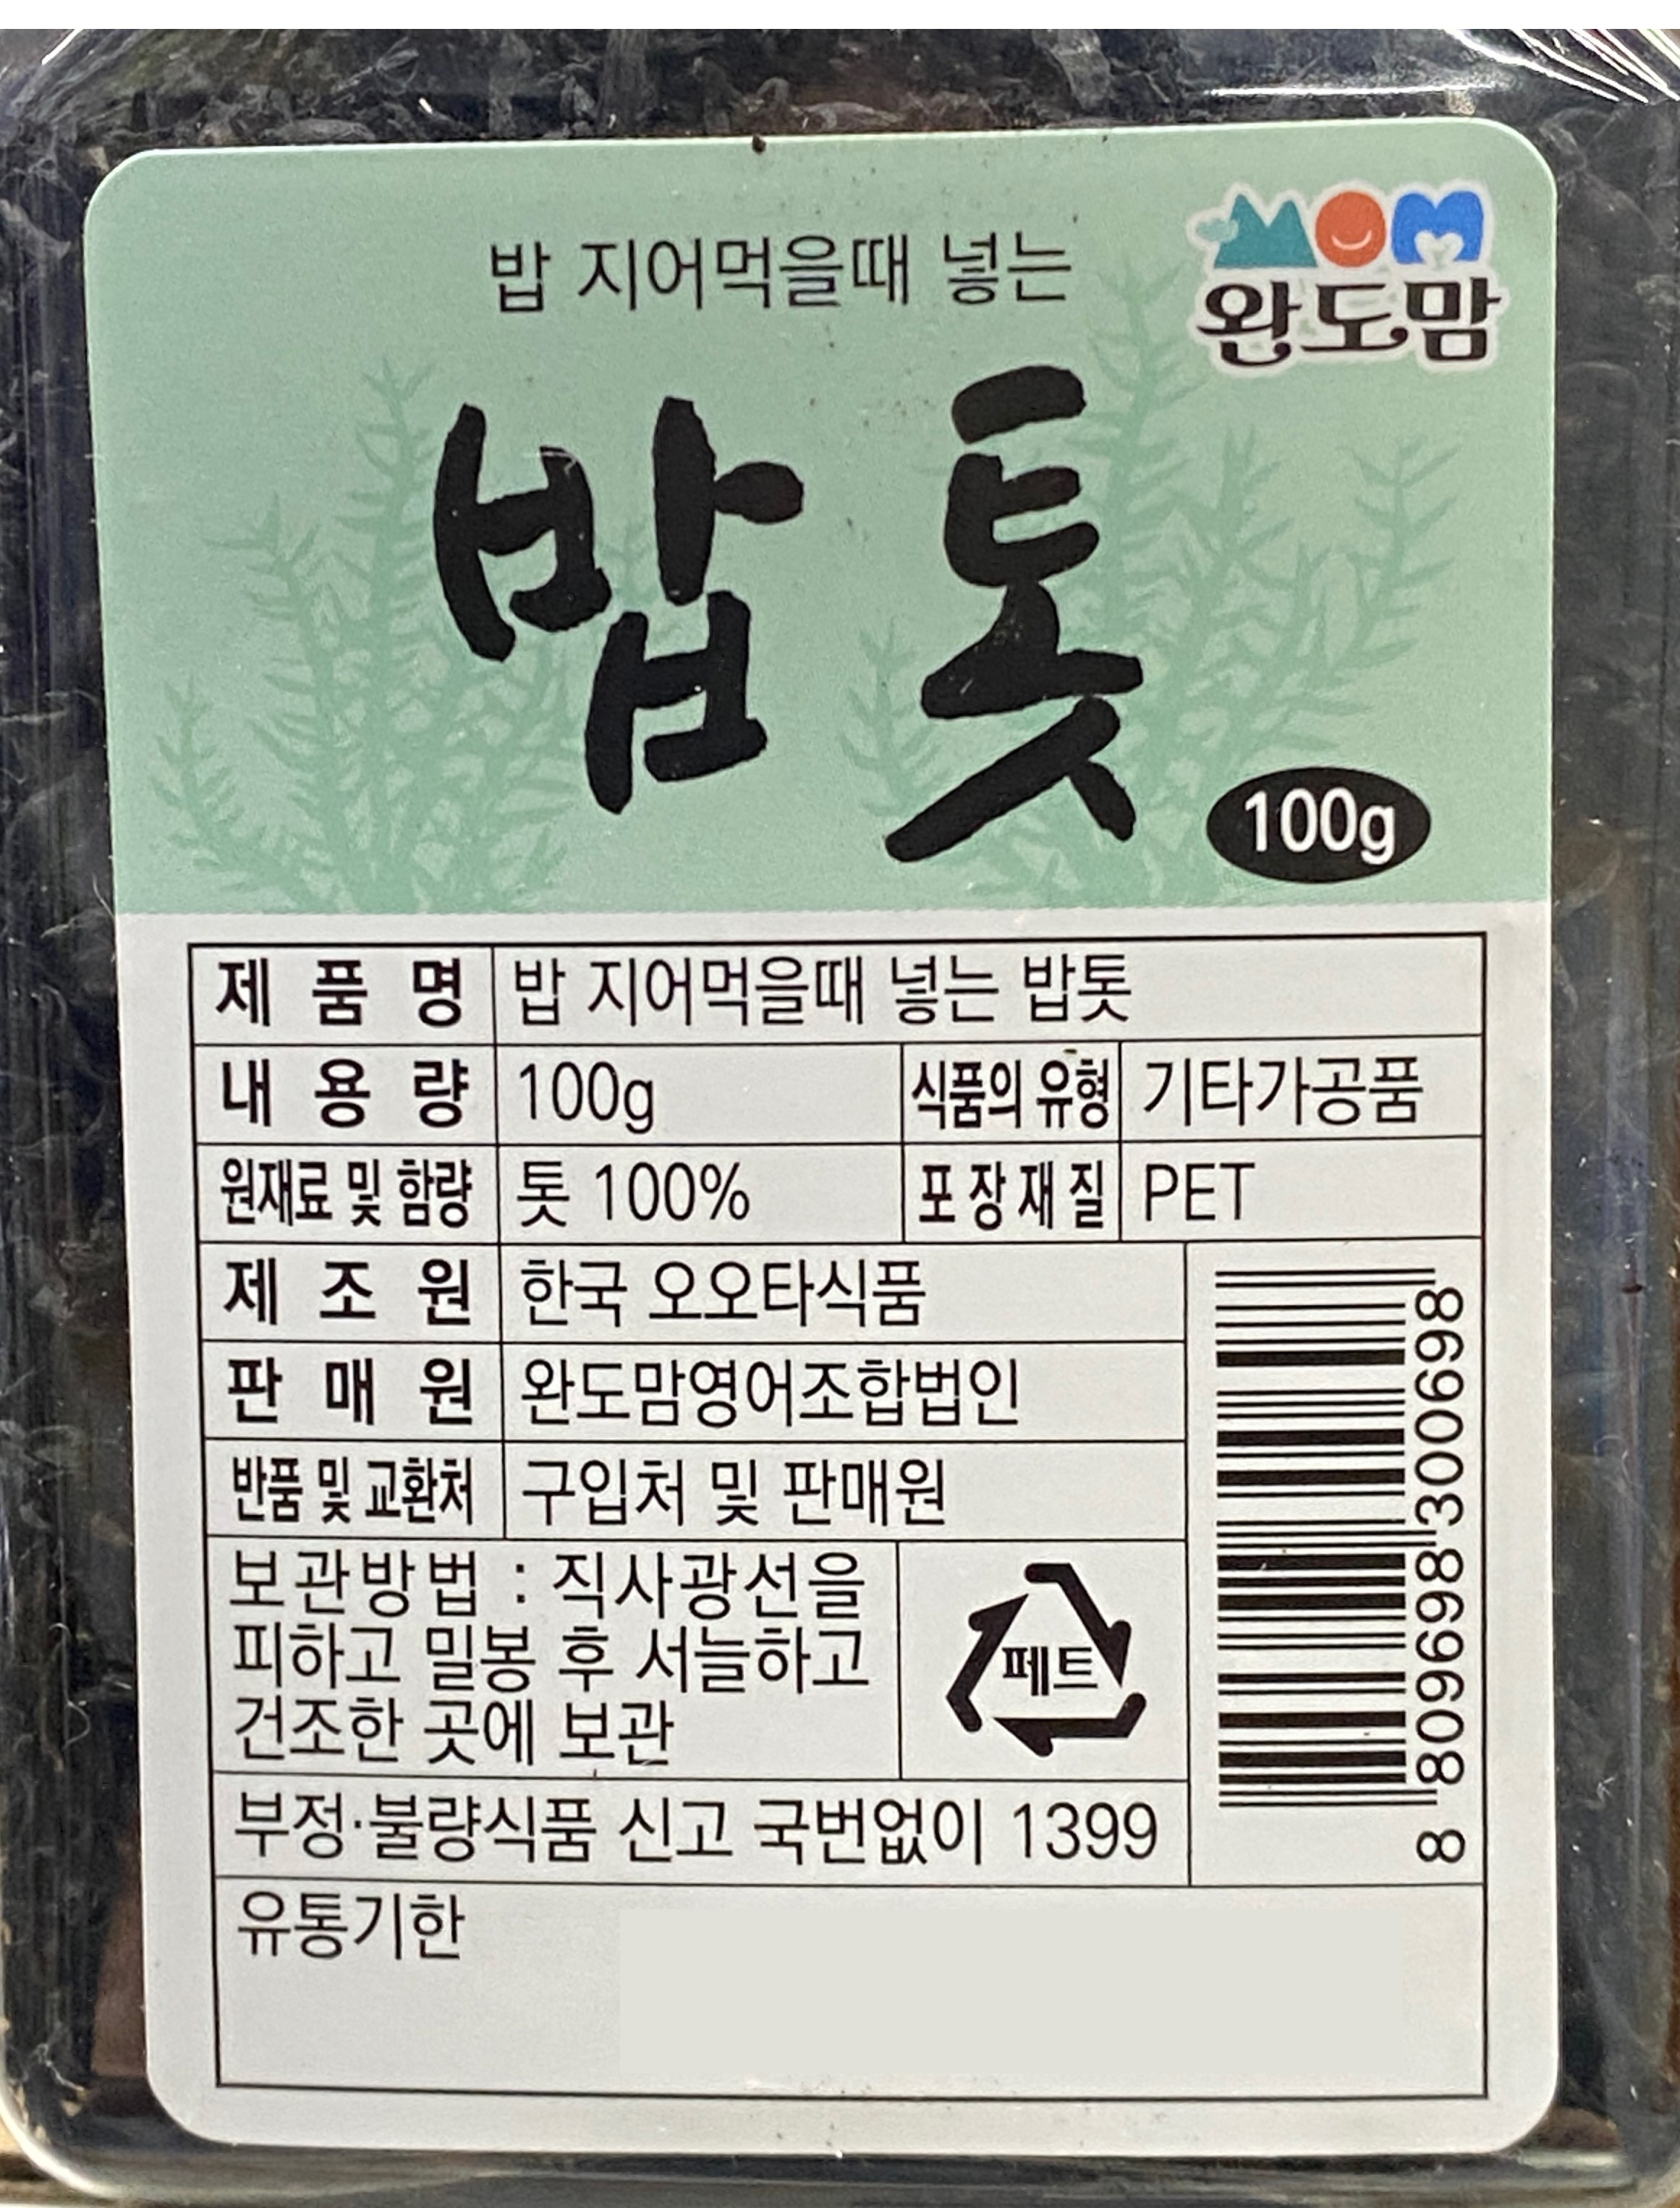 밥 지어먹을때 넣는
MOM
완도맘
밥 톳
100g
제 품 명 밥 지어먹을때 넣는 밥톳
내 용 량 100g 식품의 유형 기타가공품
원재료 및 함량 톳 100% 포장재질 PET
제 조 원 한국 오오타식품
판 매 원 완도맘영어조합법인
반품 및 교환처 구입처 및 판매원
보관방법 : 직사광선을
피하고 밀봉 후 서늘하고
건조한 곳에 보관
페트
부정·불량식품 신고 국번없이 1399
8 809698 300698
유통기한